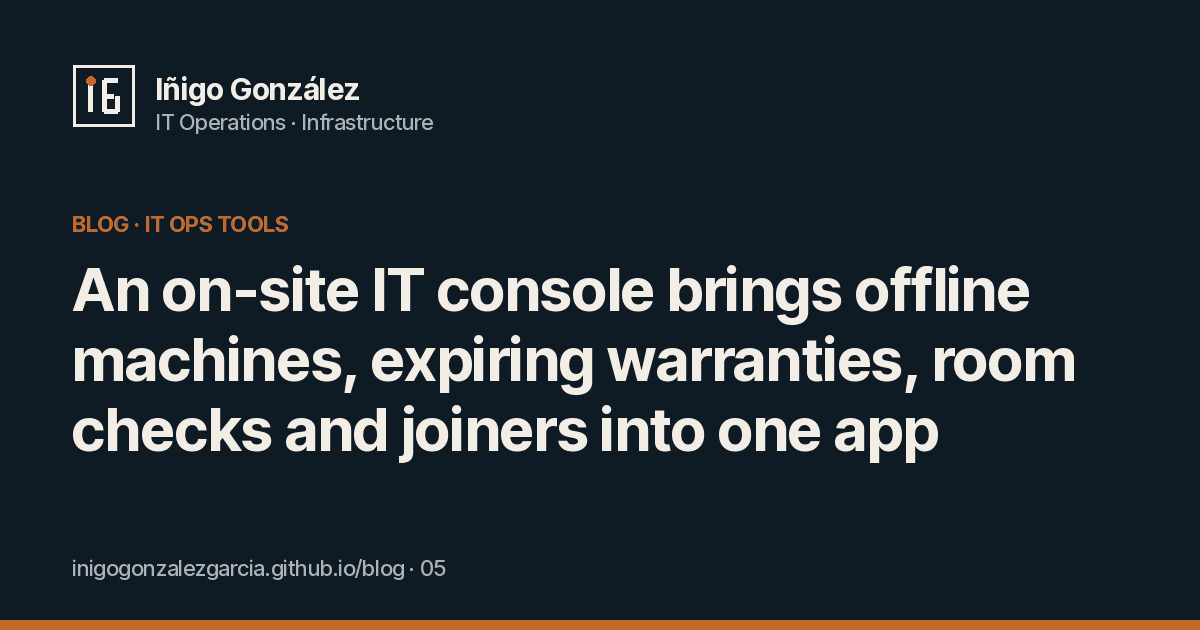 iG
Iñigo González
IT Operations · Infrastructure
BLOG · IT OPS TOOLS
An on-site IT console brings offline
machines, expiring warranties, room
checks and joiners into one app
inigogonzalezgarcia.github.io/blog · 05